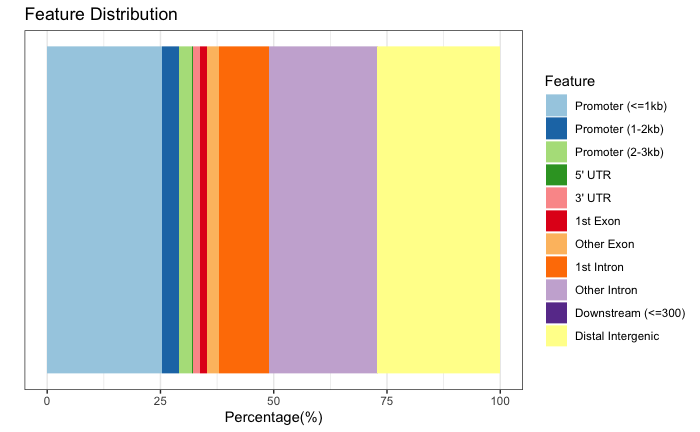 Feature Distribution
Feature
Promoter (<=1kb)
Promoter (1-2kb)
Promoter (2-3kb)
5' UTR
3' UTR
1st Exon
Other Exon
1st Intron
Other Intron
Downstream (<=300)
Distal Intergenic
0 25 50 75 100
Percentage(%)